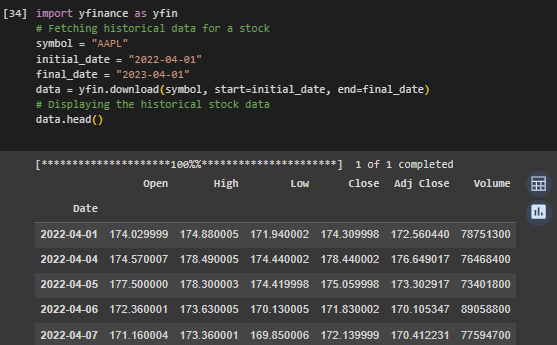 [34] import yfinance as yfin
# Fetching historical data for a stock
symbol = "AAPL"
initial_date = "2022-04-01"
final_date = "2023-04-01"
data = yfin.download(symbol, start=initial_date, end=final_date)
# Displaying the historical stock data
data.head()
[**********************100%%**********************] 1 of 1 completed
Open High Low Close Adj Close Volume
Date
2022-04-01 174.029999 174.880005 171.940002 174.309998 172.560440 78751300
2022-04-04 174.570007 178.490005 174.440002 178.440002 176.649017 76468400
2022-04-05 177.500000 178.300003 174.419998 175.059998 173.302917 73401800
2022-04-06 172.360001 173.630005 170.130005 171.830002 170.105347 89058800
2022-04-07 171.160004 173.360001 169.850006 172.139999 170.412231 77594700